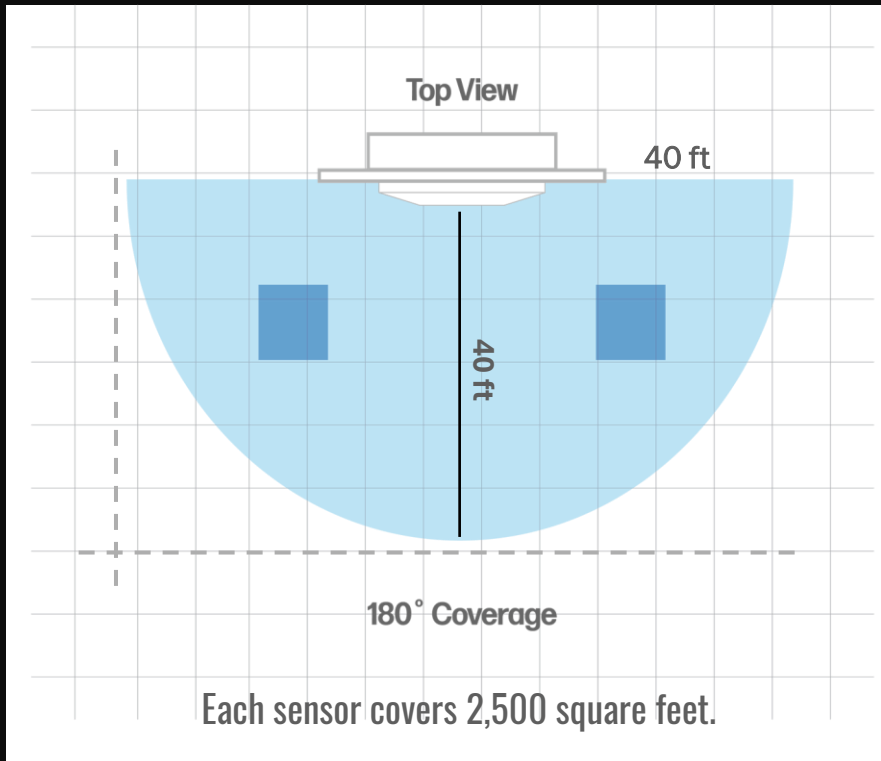 Top View
40 ft
40 ft
180° Coverage
Each sensor covers 2,500 square feet.